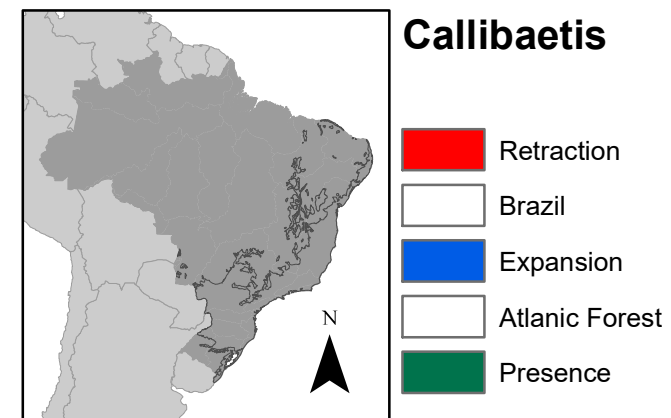 Callibaetis
Retraction
Brazil
Expansion
Atlanic Forest
Presence
N